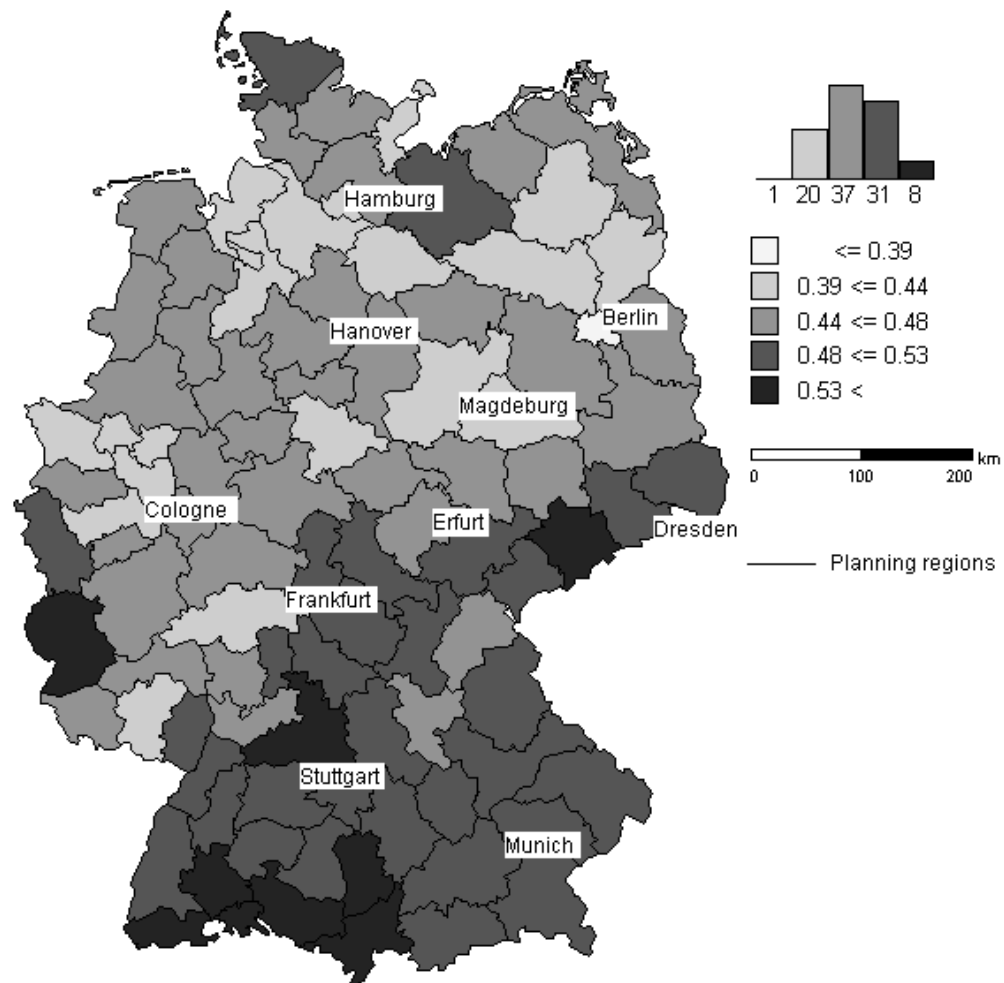 Hamburg
Hanover
Berlin
Magdeburg
Cologne
Erfurt
Dresden
Frankfurt
Stuttgart
Munich
1 20 37 31 8
<= 0.39
0.39 <= 0.44
0.44 <= 0.48
0.48 <= 0.53
0.53 <
0 100 200 km
Planning regions